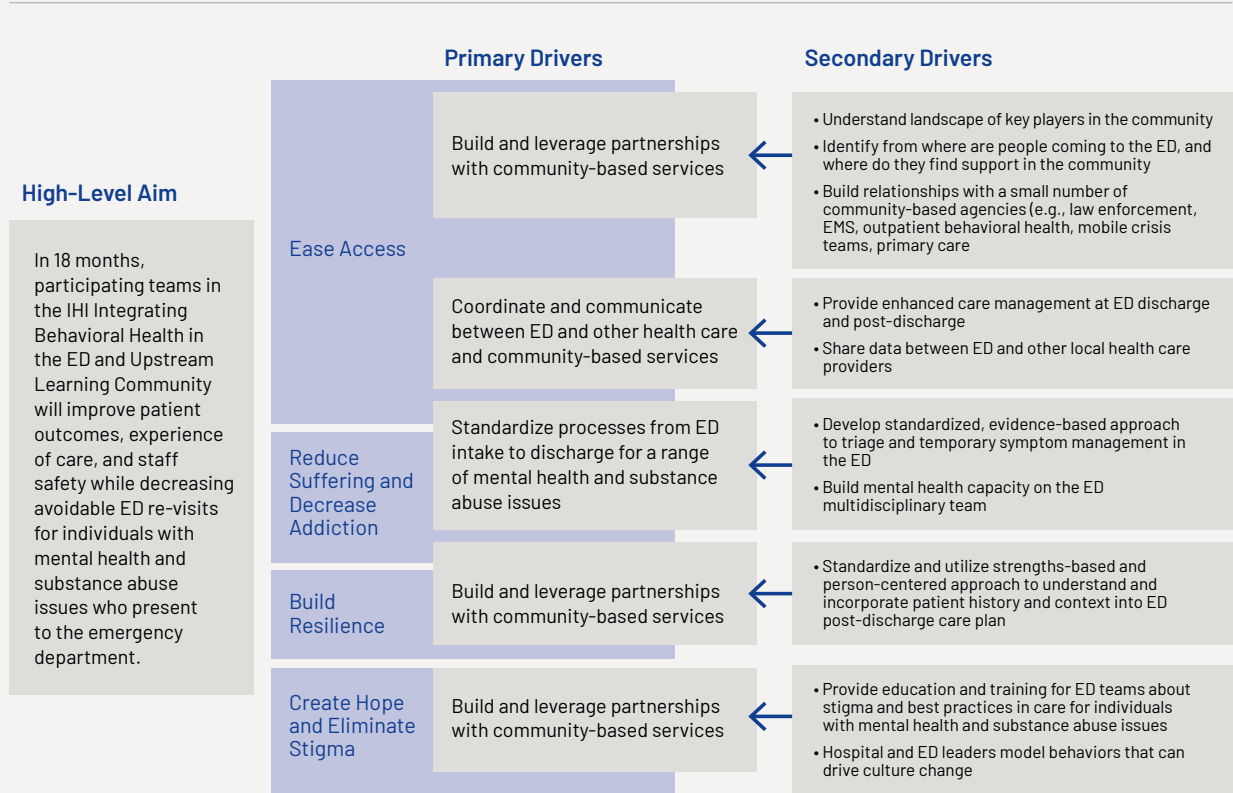 Primary Drivers
Secondary Drivers
High-Level Aim
In 18 months,
participating teams in
the IHI Integrating
Behavioral Health in
the ED and Upstream
Learning Community
will improve patient
outcomes, experience
of care, and staff
safety while decreasing
avoidable ED re-visits
for individuals with
mental health and
substance abuse
issues who present
to the emergency
department.
Ease Access
Build and leverage partnerships
with community-based services
• Understand landscape of key players in the community
• Identify from where are people coming to the ED, and
where do they find support in the community
• Build relationships with a small number of
community-based agencies (e.g., law enforcement,
EMS, outpatient behavioral health, mobile crisis
teams, primary care
Coordinate and communicate
between ED and other health care
and community-based services
• Provide enhanced care management at ED discharge
and post-discharge
• Share data between ED and other local health care
providers
Reduce
Suffering and
Decrease
Addiction
Standardize processes from ED
intake to discharge for a range
of mental health and substance
abuse issues
• Develop standardized, evidence-based approach
to triage and temporary symptom management in
the ED
• Build mental health capacity on the ED
multidisciplinary team
Build
Resilience
Build and leverage partnerships
with community-based services
• Standardize and utilize strengths-based and
person-centered approach to understand and
incorporate patient history and context into ED
post-discharge care plan
Create Hope
and Eliminate
Stigma
Build and leverage partnerships
with community-based services
• Provide education and training for ED teams about
stigma and best practices in care for individuals
with mental health and substance abuse issues
• Hospital and ED leaders model behaviors that can
drive culture change